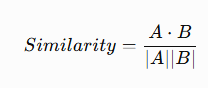 Similarity = A · B / |A||B|